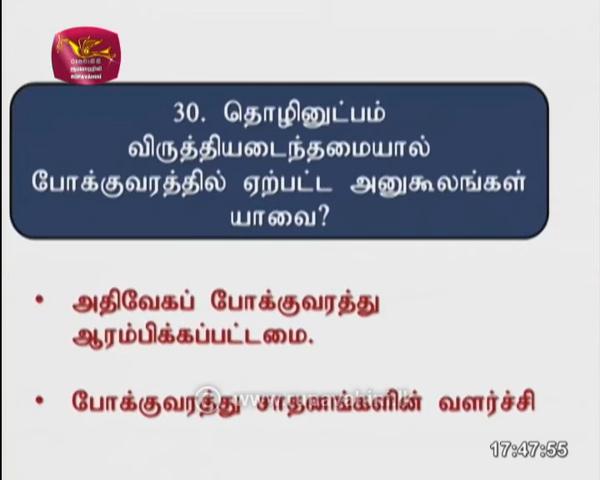 RUPAVAHINI
30. தொழினுட்பம்
விருத்தியடைந்தமையால்
போக்குவரத்தில் ஏற்பட்ட அனுகூலங்கள்
யாவை?
• அதிவேகப் போக்குவரத்து
ஆரம்பிக்கப்பட்டமை.
• போக்குவரத்து சாதனங்களின் வளர்ச்சி
17:47:55